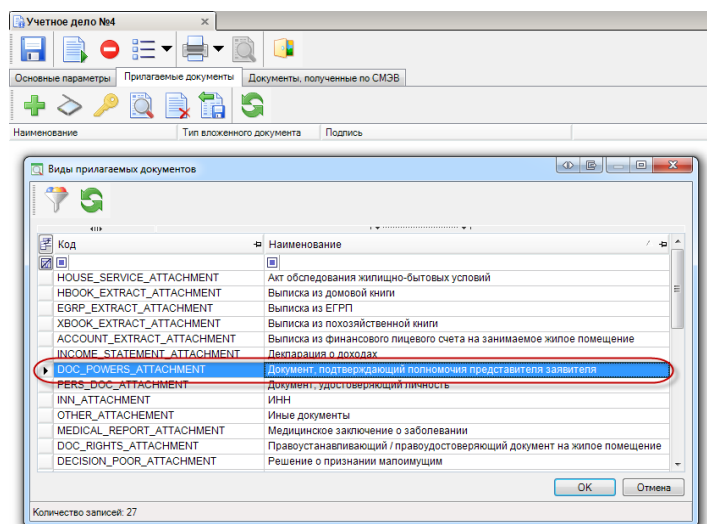 Учетное дело №4
Основные параметры Прилагаемые документы Документы, полученные по СМЭВ
Наименование Тип вложенного документа Подпись
Виды прилагаемых документов
Код Наименование
HOUSE_SERVICE_ATTACHMENT Акт обследования жилищно-бытовых условий
HBOOK_EXTRACT_ATTACHMENT Выписка из домовой книги
EGRP_EXTRACT_ATTACHMENT Выписка из ЕГРП
XBOOK_EXTRACT_ATTACHMENT Выписка из похозяйственной книги
ACCOUNT_EXTRACT_ATTACHMENT Выписка из финансового лицевого счета на занимаемое жилое помещение
INCOME_STATEMENT_ATTACHMENT Декларация о доходах
DOC_POWERS_ATTACHMENT Документ, подтверждающий полномочия представителя заявителя
PERS_DOC_ATTACHMENT Документ, удостоверяющий личность
INN_ATTACHMENT ИНН
OTHER_ATTACHEMENT Иные документы
MEDICAL_REPORT_ATTACHMENT Медицинское заключение о заболевании
DOC_RIGHTS_ATTACHMENT Правоустанавливающий / правоудостоверяющий документ на жилое помещение
DECISION_POOR_ATTACHMENT Решение о признании малоимущим
OK Отмена
Количество записей: 27